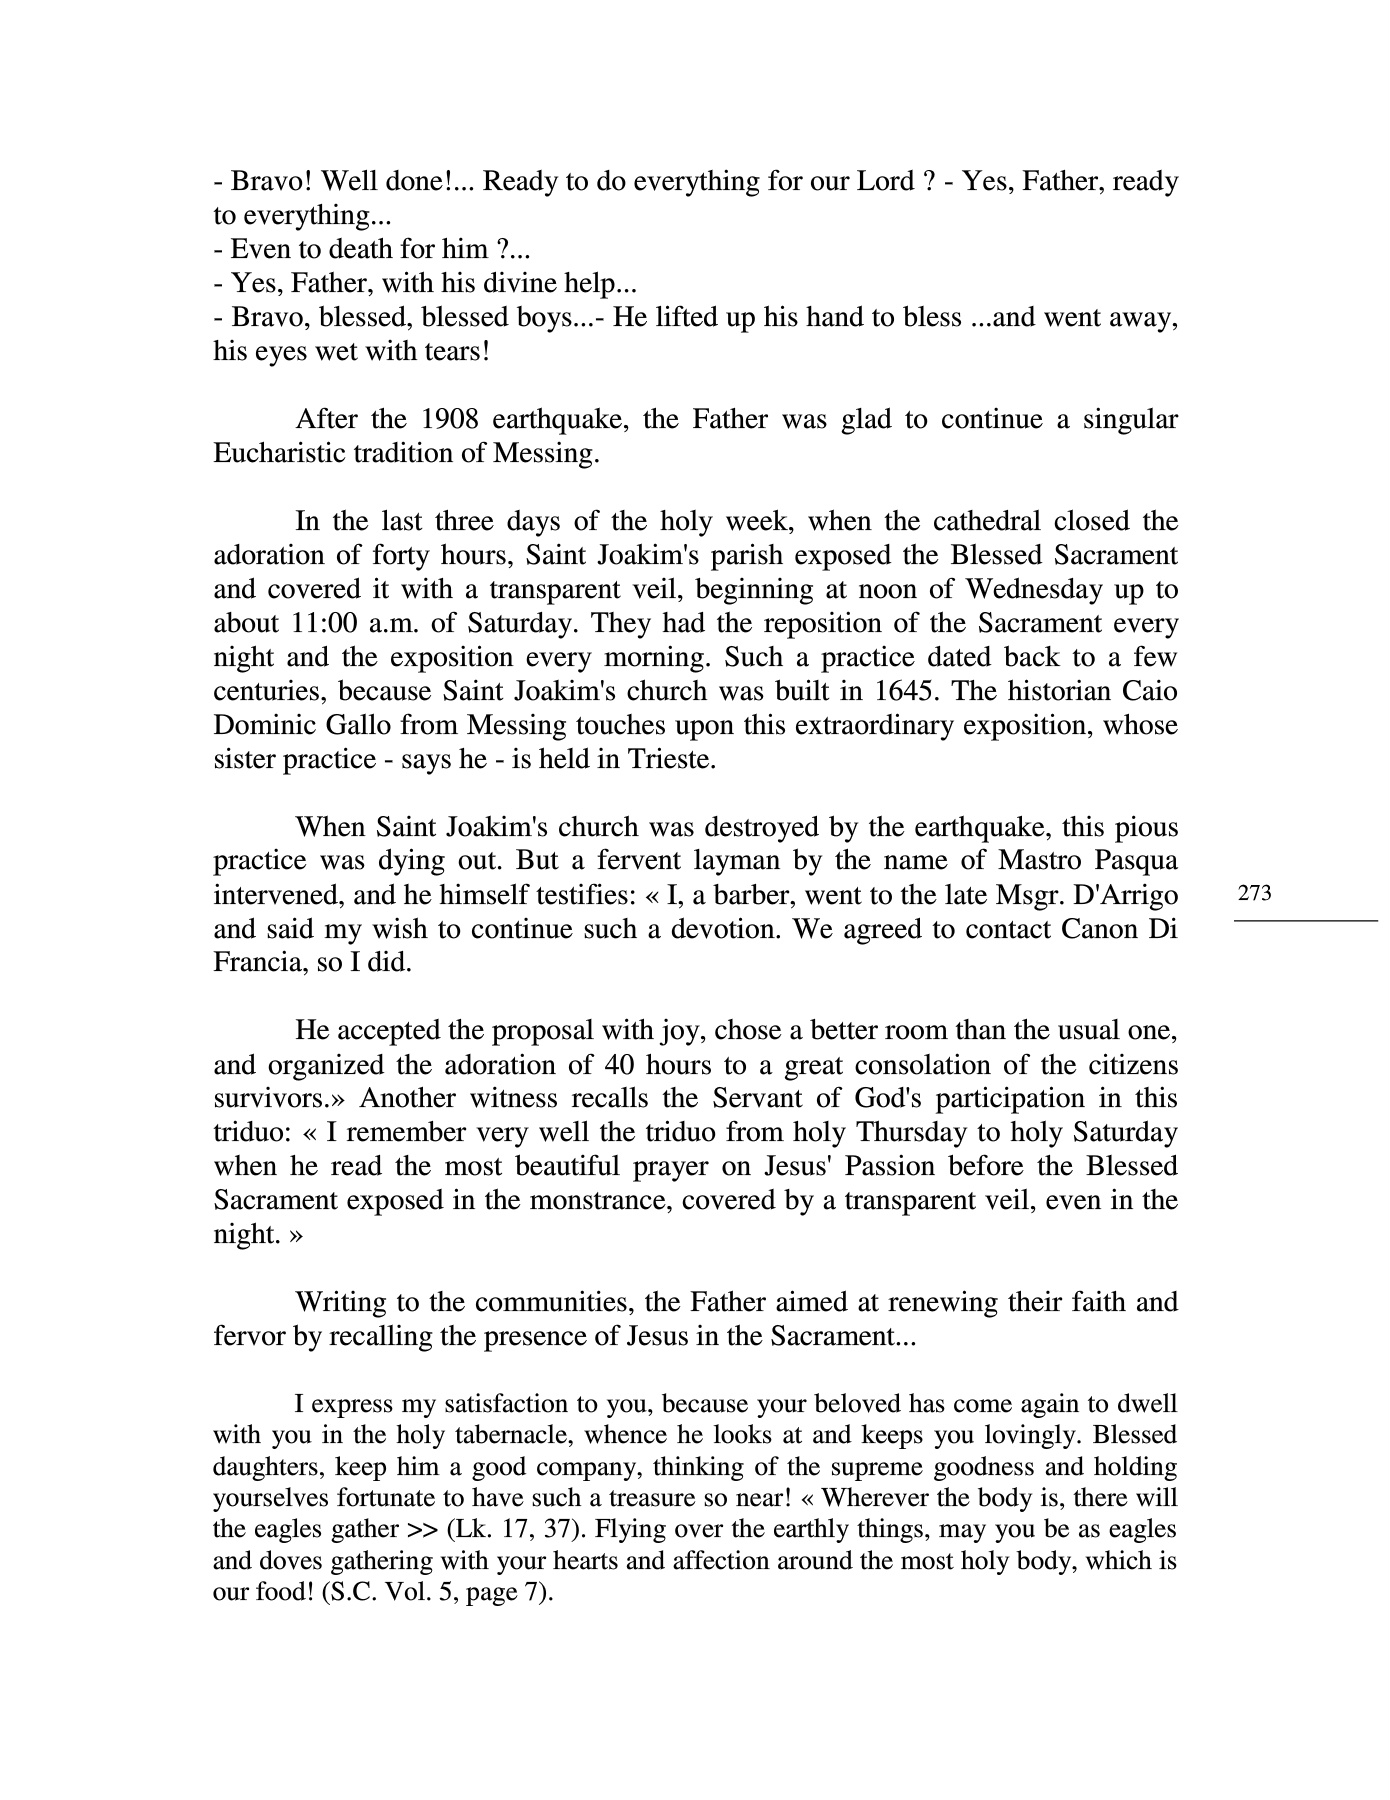 - Bravo! Well done!... Ready to do everything for our Lord ? - Yes, Father, ready
to everything...
- Even to death for him ?...
- Yes, Father, with his divine help...
- Bravo, blessed, blessed boys...- He lifted up his hand to bless ...and went away,
his eyes wet with tears!
After the 1908 earthquake, the Father was glad to continue a singular
Eucharistic tradition of Messing.
In the last three days of the holy week, when the cathedral closed the
adoration of forty hours, Saint Joakim's parish exposed the Blessed Sacrament
and covered it with a transparent veil, beginning at noon of Wednesday up to
about 11:00 a.m. of Saturday. They had the reposition of the Sacrament every
night and the exposition every morning. Such a practice dated back to a few
centuries, because Saint Joakim's church was built in 1645. The historian Caio
Dominic Gallo from Messing touches upon this extraordinary exposition, whose
sister practice - says he - is held in Trieste.
When Saint Joakim's church was destroyed by the earthquake, this pious
practice was dying out. But a fervent layman by the name of Mastro Pasqua
intervened, and he himself testifies: « I, a barber, went to the late Msgr. D'Arrigo
and said my wish to continue such a devotion. We agreed to contact Canon Di
Francia, so I did.
273
He accepted the proposal with joy, chose a better room than the usual one,
and organized the adoration of 40 hours to a great consolation of the citizens
survivors.» Another witness recalls the Servant of God's participation in this
triduo: « I remember very well the triduo from holy Thursday to holy Saturday
when he read the most beautiful prayer on Jesus' Passion before the Blessed
Sacrament exposed in the monstrance, covered by a transparent veil, even in the
night. »
Writing to the communities, the Father aimed at renewing their faith and
fervor by recalling the presence of Jesus in the Sacrament...
I express my satisfaction to you, because your beloved has come again to dwell
with you in the holy tabernacle, whence he looks at and keeps you lovingly. Blessed
daughters, keep him a good company, thinking of the supreme goodness and holding
yourselves fortunate to have such a treasure so near! « Wherever the body is, there will
the eagles gather >> (Lk. 17, 37). Flying over the earthly things, may you be as eagles
and doves gathering with your hearts and affection around the most holy body, which is
our food! (S.C. Vol. 5, page 7).